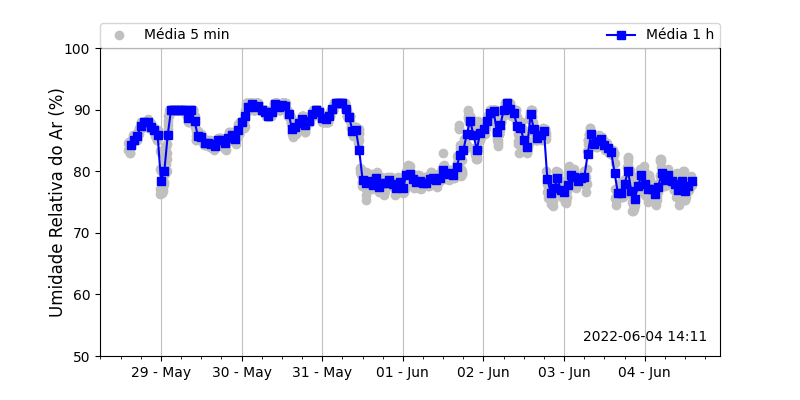 Média 5 min
Média 1 h
Umidade Relativa do Ar (%)
100
90
80
70
60
50
2022-06-04 14:11
29 - May
30 - May
31 - May
01 - Jun
02 - Jun
03 - Jun
04 - Jun